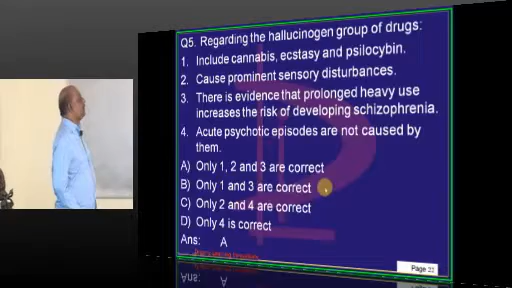 Q5. Regarding the hallucinogen group of drugs:
1. Include cannabis, ecstasy and psilocybin.
2. Cause prominent sensory disturbances.
3. There is evidence that prolonged heavy use
increases the risk of developing schizophrenia.
4. Acute psychotic episodes are not caused by
them.
A) Only 1, 2 and 3 are correct
B) Only 1 and 3 are correct
C) Only 2 and 4 are correct
D) Only 4 is correct
Ans: A
Page 23